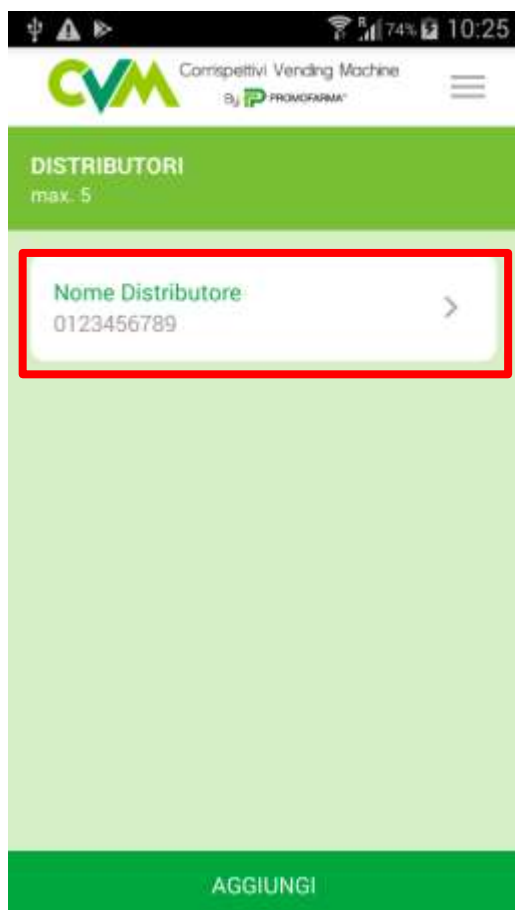 74% 10:25
CVM Corrispettivi Vending Machine
By PROMOFARMA
DISTRIBUTORI
max. 5
Nome Distributore
0123456789
AGGIUNGI